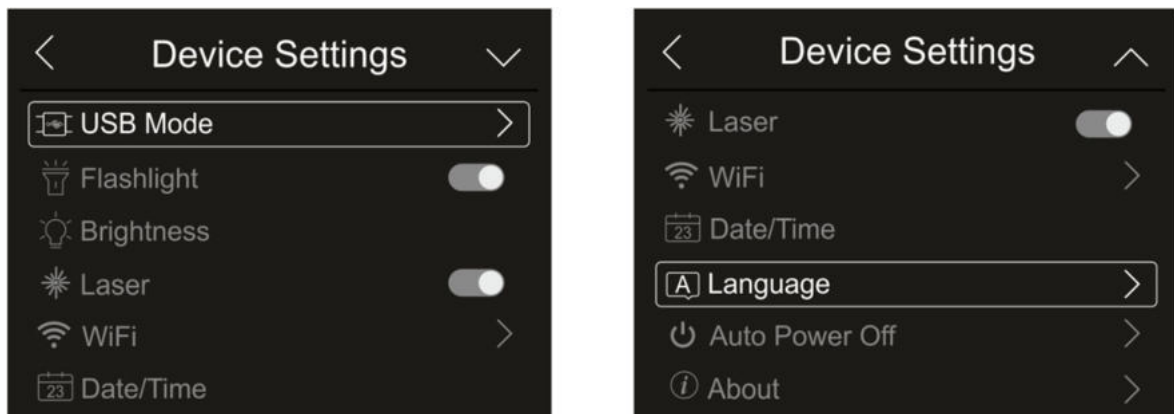 Device Settings
USB Mode
Flashlight
Brightness
Laser
WiFi
23 Date/Time
Device Settings
Laser
WiFi
23 Date/Time
A Language
Auto Power Off
i About